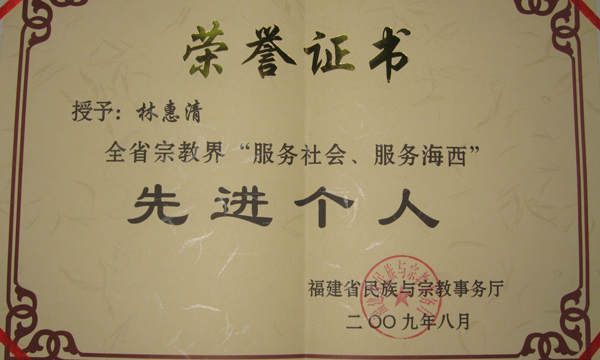 荣誉证书
授予：林惠清
全省宗教界“服务社会、服务海西”
先进个人
福建省民族与宗教事务厅
二〇〇九年八月